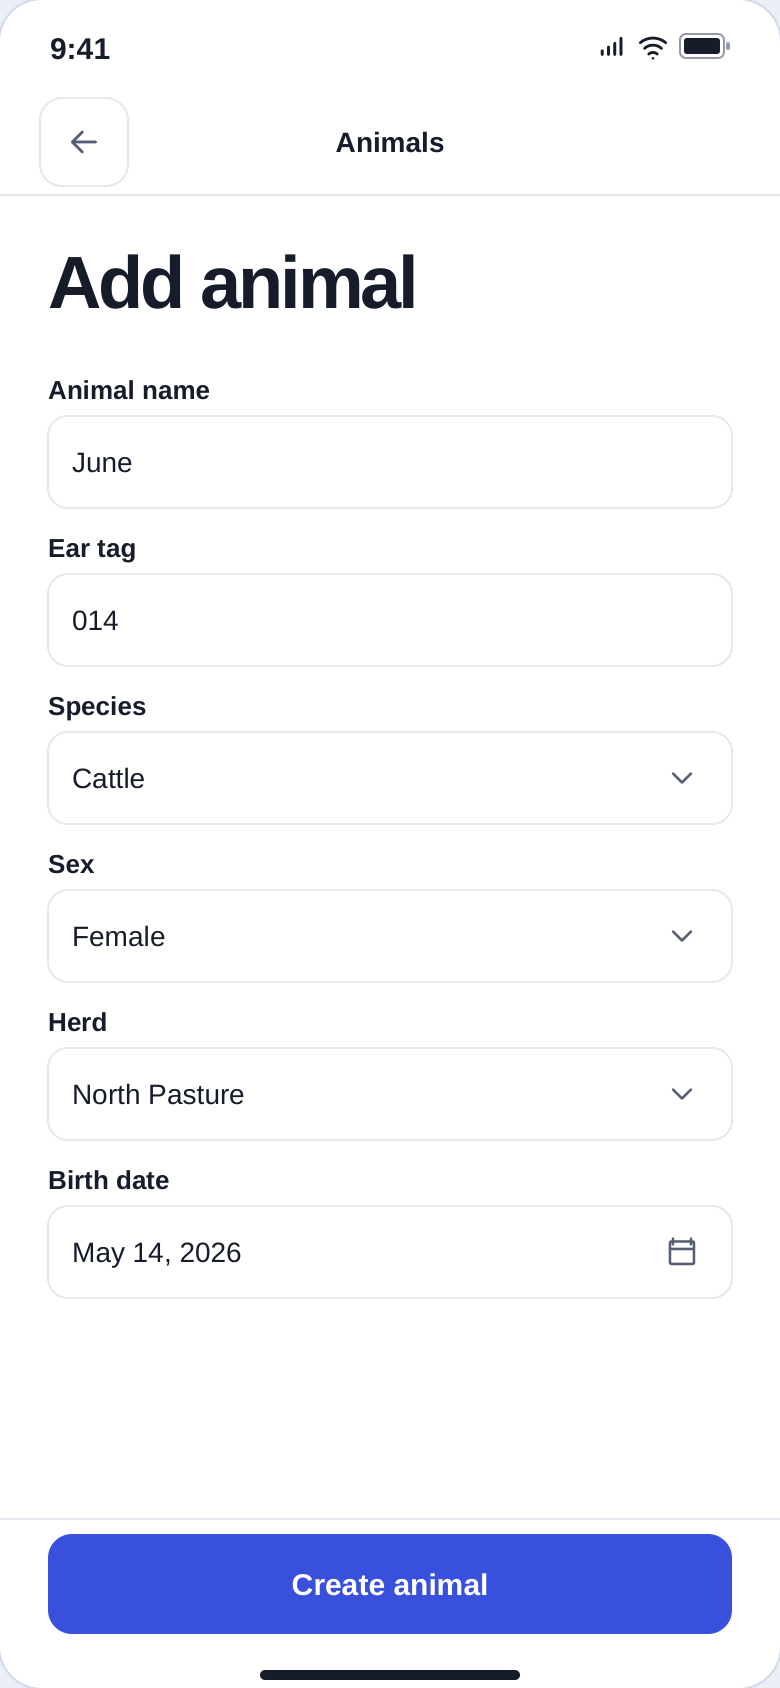 9:41
Animals
Add animal
Animal name
June
Ear tag
014
Species
Cattle
Sex
Female
Herd
North Pasture
Birth date
May 14, 2026
Create animal